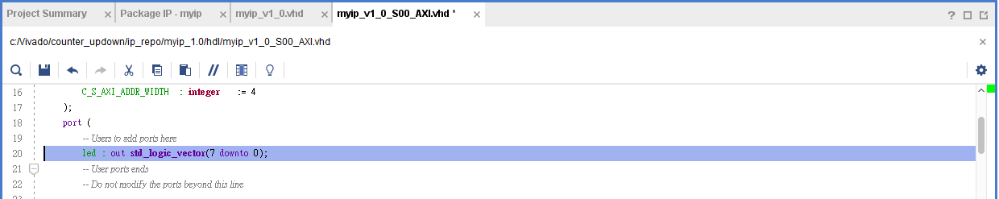 Project Summary × Package IP - myip × myip_v1_0.vhd × myip_v1_0_S00_AXI.vhd * × ?
c:/Vivado/counter_updown/ip_repo/myip_1.0/hdl/myip_v1_0_S00_AXI.vhd ×
16 C_S_AXI_ADDR_WIDTH : integer := 4
17 );
18 port (
19 -- Users to add ports here
20 led : out std_logic_vector(7 downto 0);
21 -- User ports ends
22 -- Do not modify the ports beyond this line